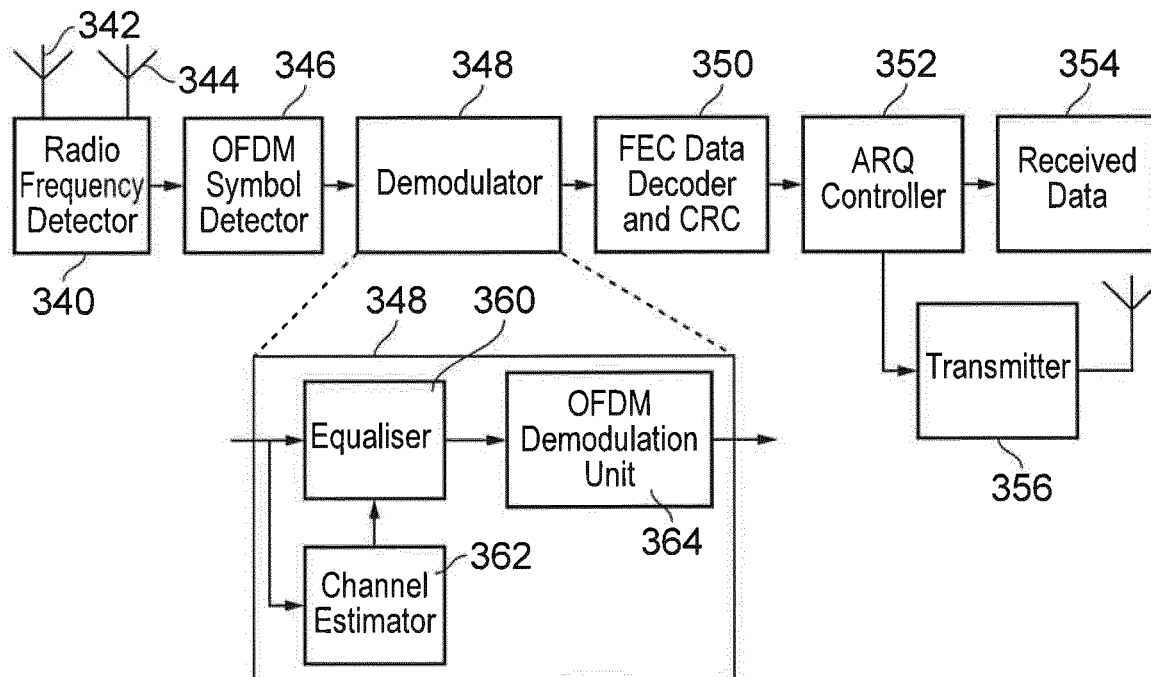 342
344
346
348
350
352
354
Radio
Frequency
Detector
OFDM
Symbol
Detector
Demodulator
FEC Data
Decoder
and CRC
ARQ
Controller
Received
Data
340
348
360
Equaliser
OFDM
Demodulation
Unit
364
Transmitter
356
362
Channel
Estimator